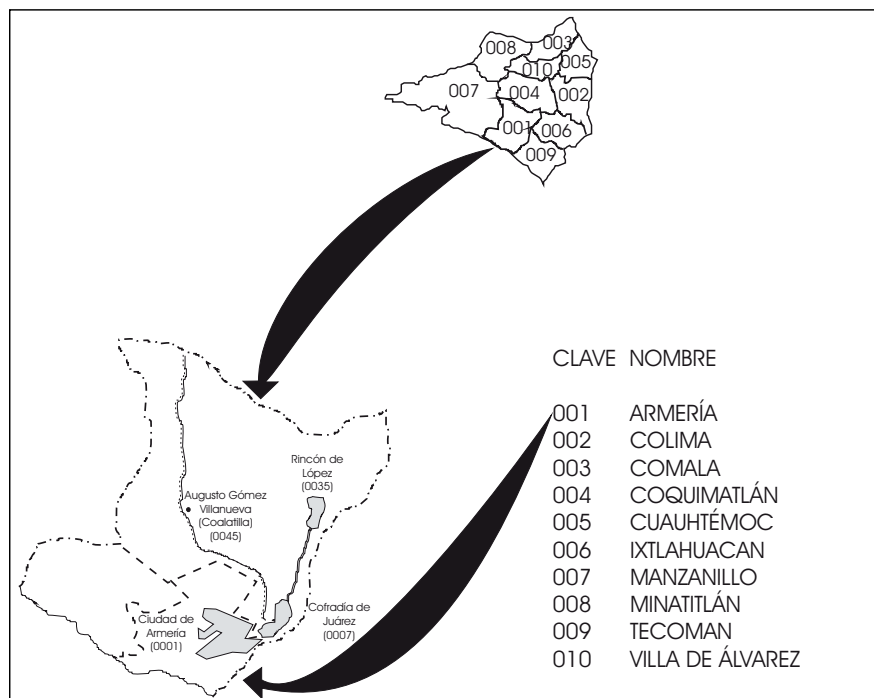 003
008
005
010
007
004
002
001
006
009
CLAVE NOMBRE
001 ARMERÍA
002 COLIMA
003 COMALA
004 COQUIMATLÁN
005 CUAUHTÉMOC
006 IXTLAHUACAN
007 MANZANILLO
008 MINATITLÁN
009 TECOMAN
010 VILLA DE ÁLVAREZ
Rincón de
López
(0035)
Augusto Gómez
Villanueva
(Coalatilla)
(0045)
Cofradía de
Juárez
(0007)
Ciudad de
Armería
(0001)